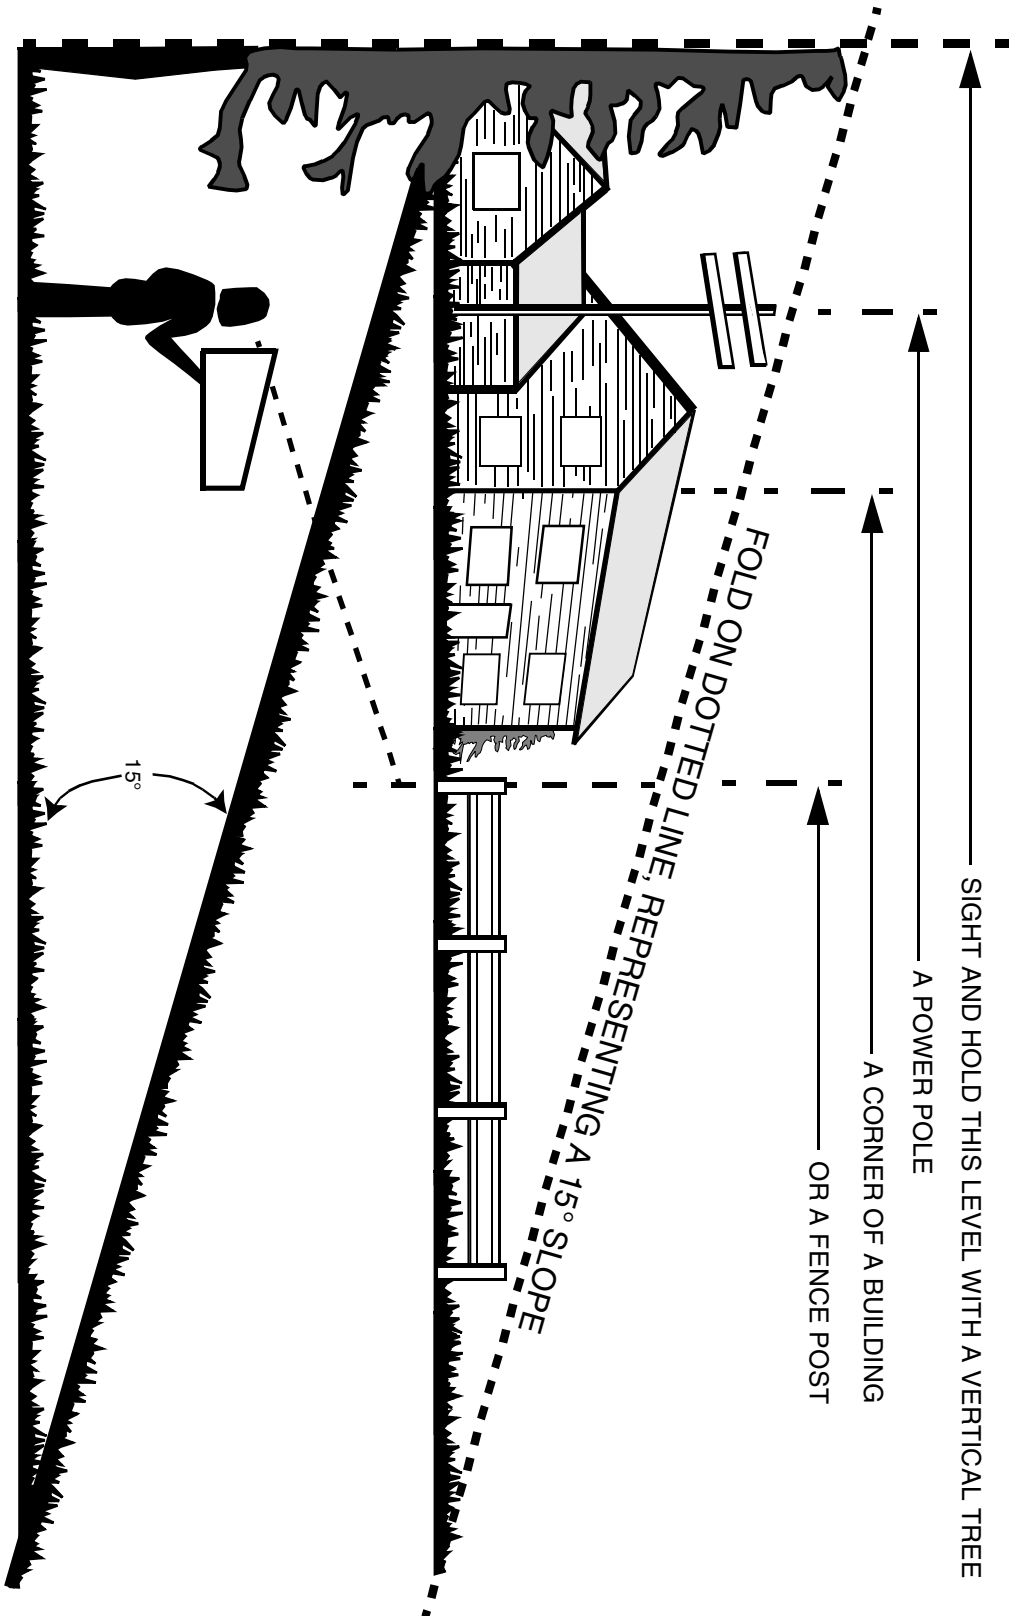 SIGHT AND HOLD THIS LEVEL WITH A VERTICAL TREE
A POWER POLE
A CORNER OF A BUILDING
OR A FENCE POST
FOLD ON DOTTED LINE, REPRESENTING A 15° SLOPE
15°